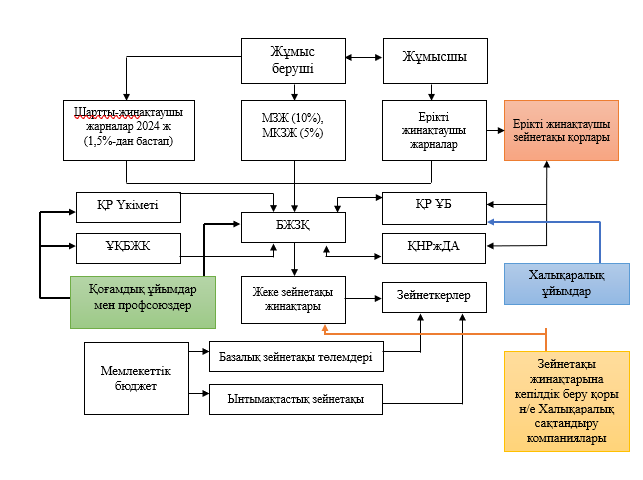 Жұмыс
беруші
Жұмысшы
Шартты-жинақтаушы
жарналар 2024 ж
(1,5%-дан бастап)
МЗЖ (10%),
МКЗЖ (5%)
Ерікті
жинақтаушы
жарналар
Ерікті жинақтаушы
зейнетақы қорлары
ҚР Үкіметі
БЖЗҚ
ҚР ҰБ
ҰҚБЖК
ҚНРжДА
Қоғамдық ұйымдар
мен профсоюздер
Жеке зейнетақы
жинақтары
Зейнеткерлер
Халықаралық
ұйымдар
Мемлекеттік
бюджет
Базалық зейнетақы төлемдері
Ынтымақтастық зейнетақы
Зейнетақы
жинақтарына
кепілдік беру қоры
н/е Халықаралық
сақтандыру
компаниялары